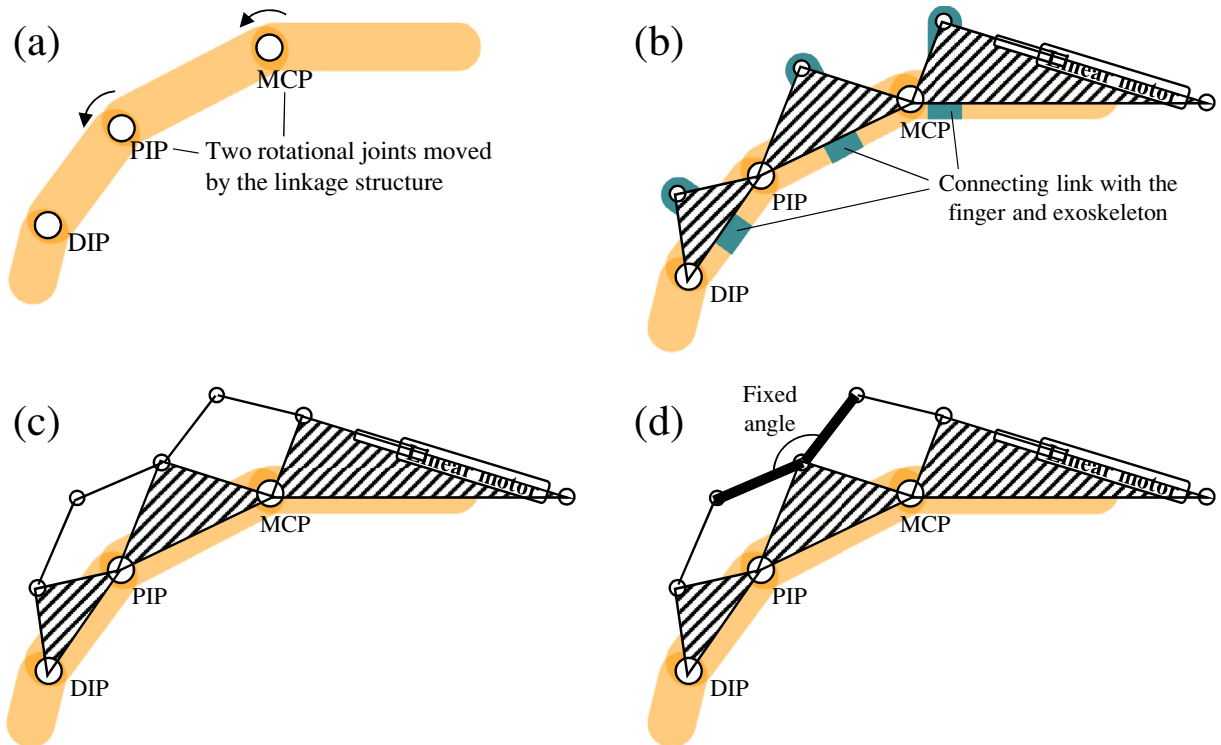 (a)
MCP
PIP
Two rotational joints moved
by the linkage structure
DIP
(b)
Linear motor
MCP
PIP
Connecting link with the
finger and exoskeleton
DIP
(c)
Linear motor
MCP
PIP
DIP
(d)
Fixed
angle
Linear motor
MCP
PIP
DIP